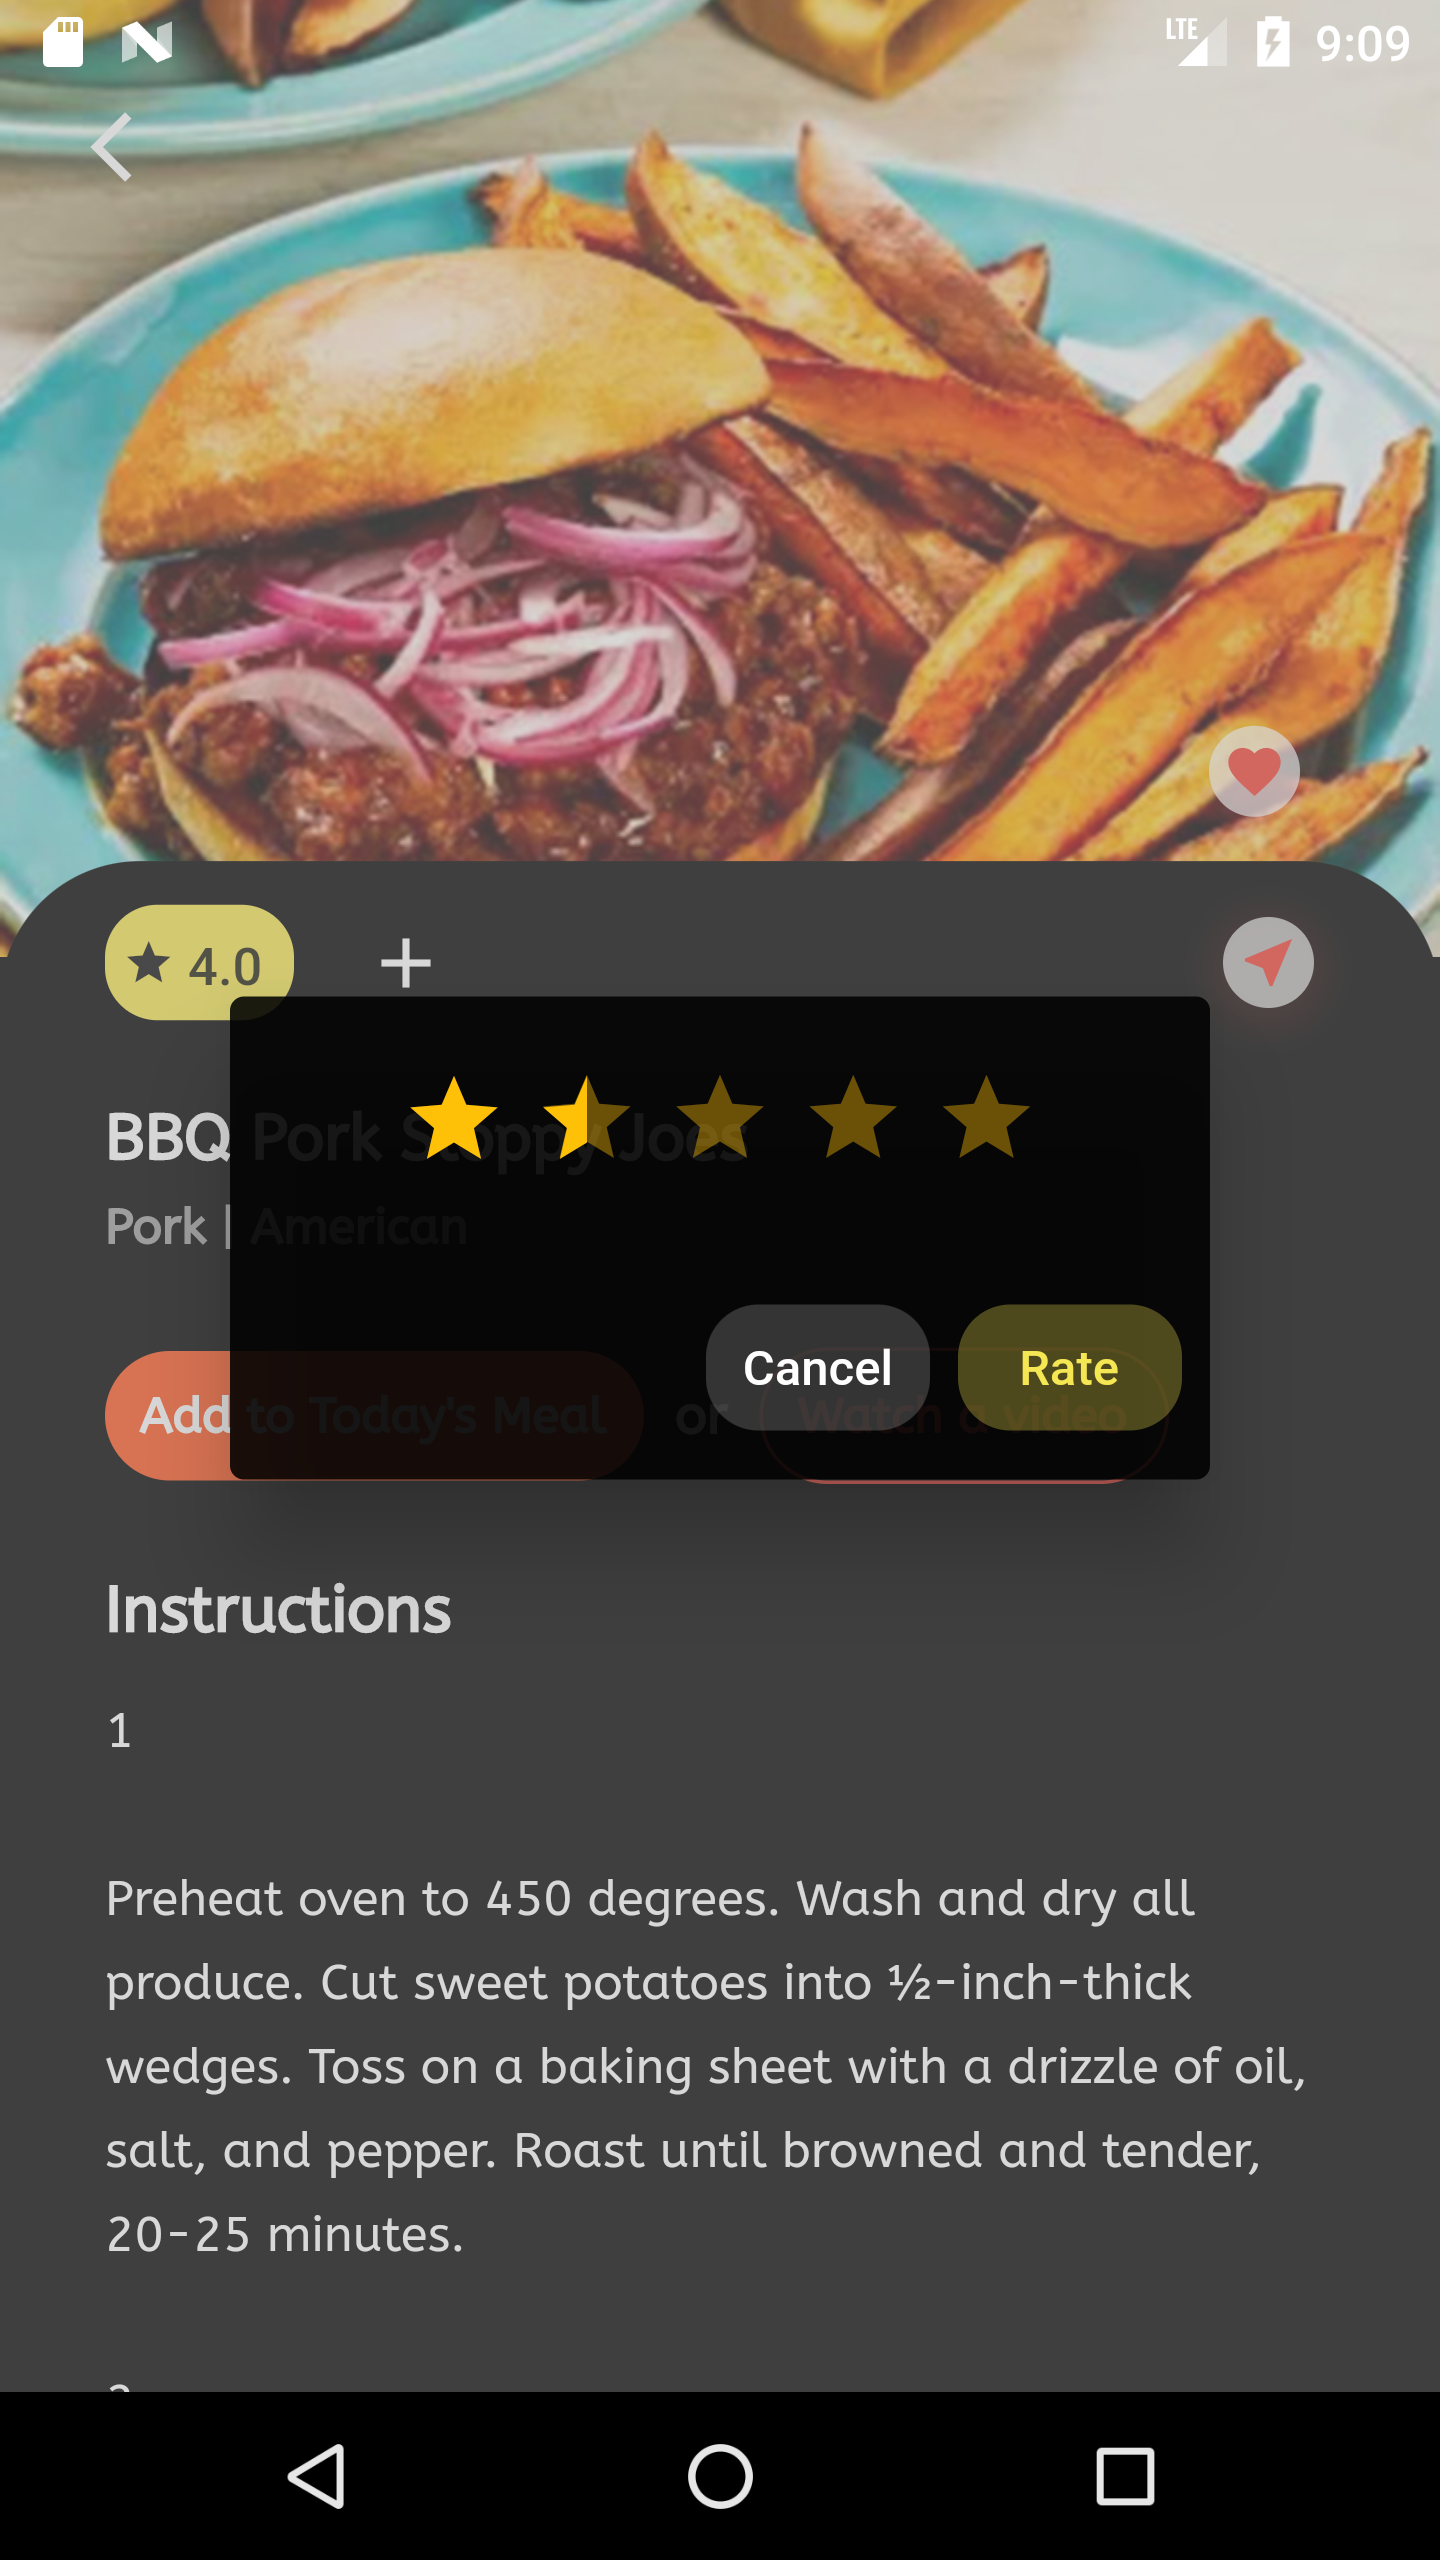 LTE 9:09
4.0
BBQ Pork Sloppy Joes
Pork | American
Cancel
Rate
Add to Today's Meal or Watch a video
Instructions
1
Preheat oven to 450 degrees. Wash and dry all
produce. Cut sweet potatoes into ½-inch-thick
wedges. Toss on a baking sheet with a drizzle of oil,
salt, and pepper. Roast until browned and tender,
20-25 minutes.